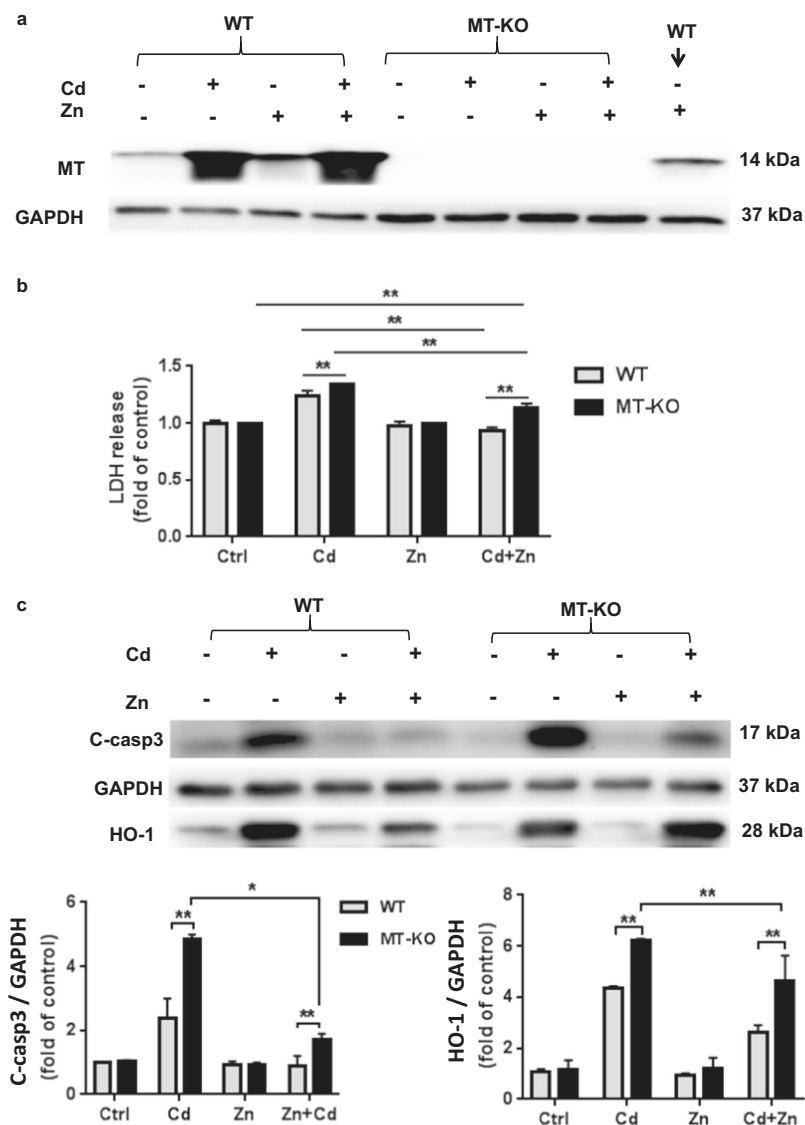 a
WT MT-KO WT
Cd - + - + - + - + -
Zn - - + + - - + + +
MT 14 kDa
GAPDH 37 kDa
b
**
**
**
** **
WT
MT-KO
LDH release
(fold of control)
1.5
1.0
0.5
0.0
Ctrl Cd Zn Cd+Zn
c
WT MT-KO
Cd - + - + - + - +
Zn - - + + - - + +
C-casp3 17 kDa
GAPDH 37 kDa
HO-1 28 kDa
C-casp3 / GAPDH
(fold of control)
6
4
2
0
*
**
**
WT
MT-KO
Ctrl Cd Zn Zn+Cd
HO-1 / GAPDH
(fold of control)
8
6
4
2
0
**
**
**
WT
MT-KO
Ctrl Cd Zn Cd+Zn